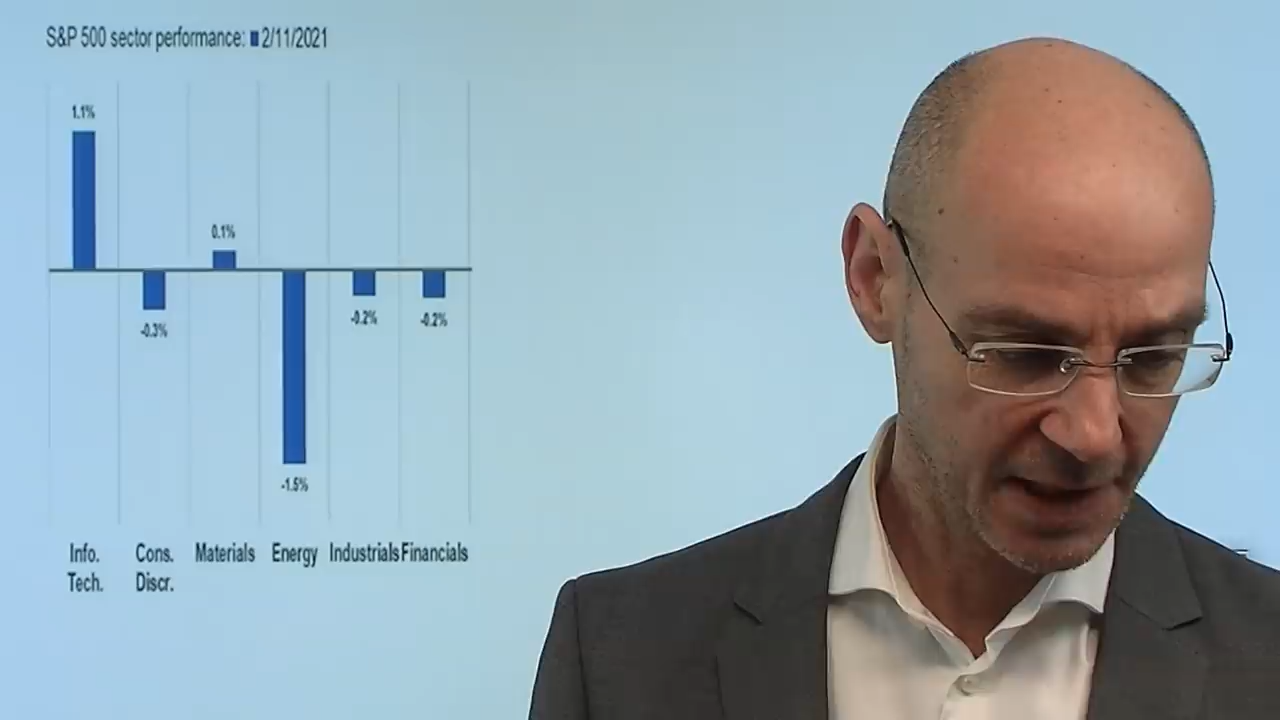 S&P 500 sector performance: 2/11/2021
1.1%
-0.3%
0.1%
-1.5%
-0.2%
-0.2%
Info.
Tech.
Cons.
Discr.
Materials
Energy
Industrials
Financials